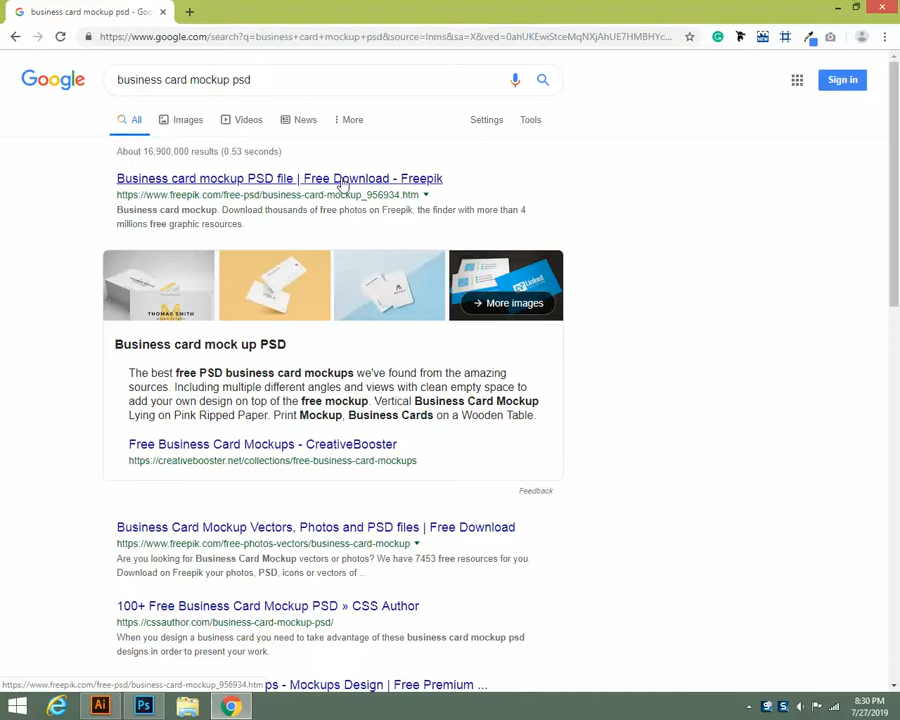 business card mockup psd - Goo
https://www.google.com/search?q=business+card+mockup+psd&source=lnms&sa=X&ved=0ahUKEwiStceMqNXjAhUE7HMBHYc...
Google
business card mockup psd
Sign in
All Images Videos News More Settings Tools
About 16,900,000 results (0.53 seconds)
Business card mockup PSD file | Free Download - Freepik
https://www.freepik.com/free-psd/business-card-mockup_956934.htm
Business card mockup. Download thousands of free photos on Freepik, the finder with more than 4
millions free graphic resources.
THOMAS SMITH
Linked
More images
Business card mock up PSD
The best free PSD business card mockups we've found from the amazing
sources. Including multiple different angles and views with clean empty space to
add your own design on top of the free mockup. Vertical Business Card Mockup
Lying on Pink Ripped Paper. Print Mockup, Business Cards on a Wooden Table.
Free Business Card Mockups - CreativeBooster
https://creativebooster.net/collections/free-business-card-mockups
Feedback
Business Card Mockup Vectors, Photos and PSD files | Free Download
https://www.freepik.com/free-photos-vectors/business-card-mockup
Are you looking for Business Card Mockup vectors or photos? We have 7453 free resources for you.
Download on Freepik your photos, PSD, icons or vectors of ...
100+ Free Business Card Mockup PSD » CSS Author
https://cssauthor.com/business-card-mockup-psd/
When you design a business card you need to take advantage of these business card mockup psd
designs in order to present your work.
https://www.freepik.com/free-psd/business-card-mockup_956934.htm
ps - Mockups Design | Free Premium ...
Ai
Ps
8:30 PM
7/27/2019